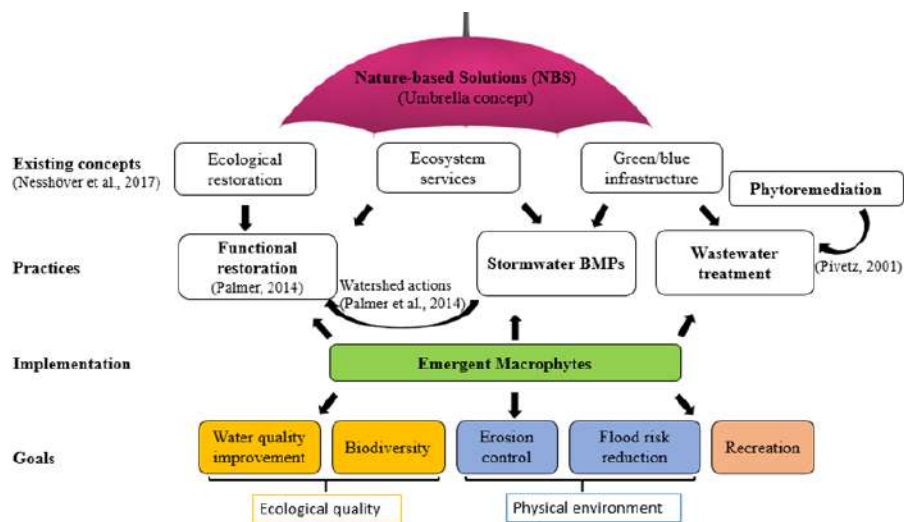 Nature-based Solutions (NBS)
(Umbrella concept)
Existing concepts
(Nesshöver et al., 2017)
Ecological
restoration
Ecosystem
services
Green/blue
infrastructure
Phytoremediation
Practices
Functional
restoration
(Palmer, 2014)
Watershed actions
(Palmer et al., 2014)
Stormwater BMPs
Wastewater
treatment
(Pivetz, 2001)
Implementation
Emergent Macrophytes
Goals
Water quality
improvement
Biodiversity
Erosion
control
Flood risk
reduction
Recreation
Ecological quality
Physical environment